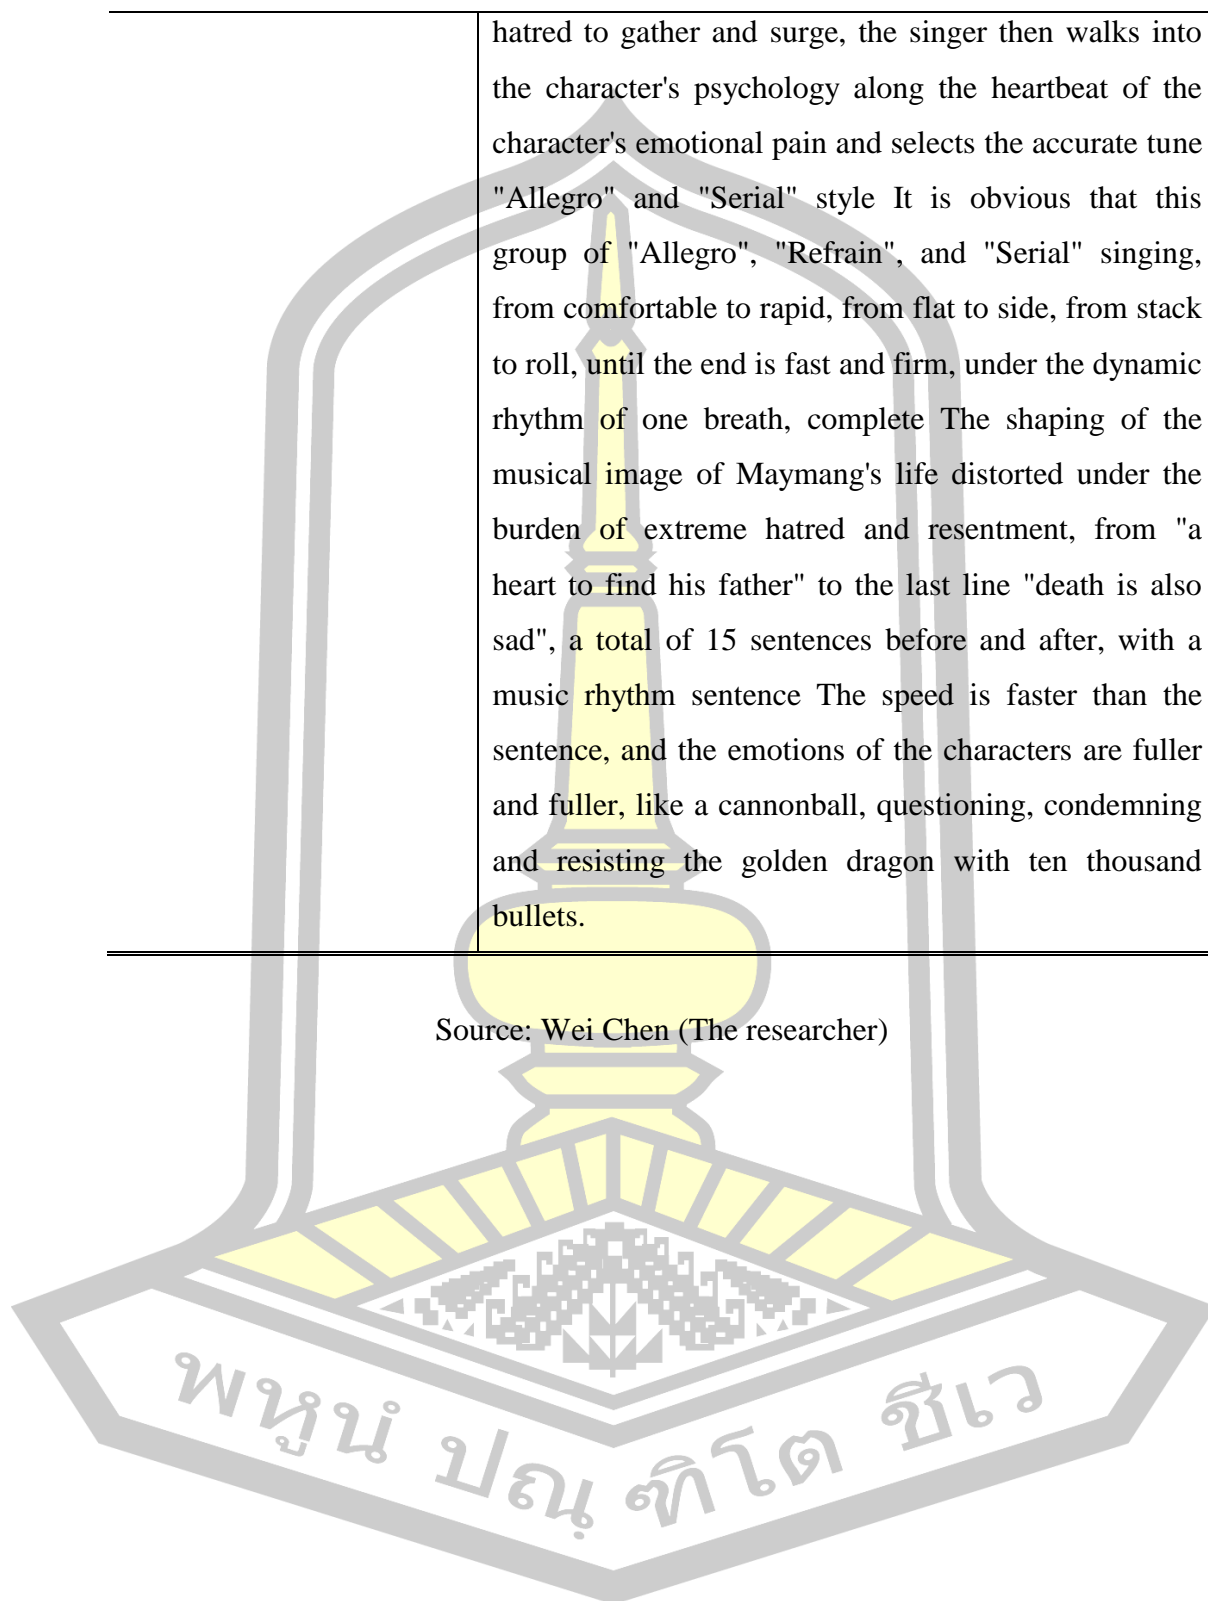 hatred to gather and surge, the singer then walks into
the character's psychology along the heartbeat of the
character's emotional pain and selects the accurate tune
"Allegro" and "Serial" style It is obvious that this
group of "Allegro", "Refrain", and "Serial" singing,
from comfortable to rapid, from flat to side, from stack
to roll, until the end is fast and firm, under the dynamic
rhythm of one breath, complete The shaping of the
musical image of Maymang's life distorted under the
burden of extreme hatred and resentment, from "a
heart to find his father" to the last line "death is also
sad", a total of 15 sentences before and after, with a
music rhythm sentence The speed is faster than the
sentence, and the emotions of the characters are fuller
and fuller, like a cannonball, questioning, condemning
and resisting the golden dragon with ten thousand
bullets.
Source: Wei Chen (The researcher)
พหูนํ ปณฺฑิโต ชีเว